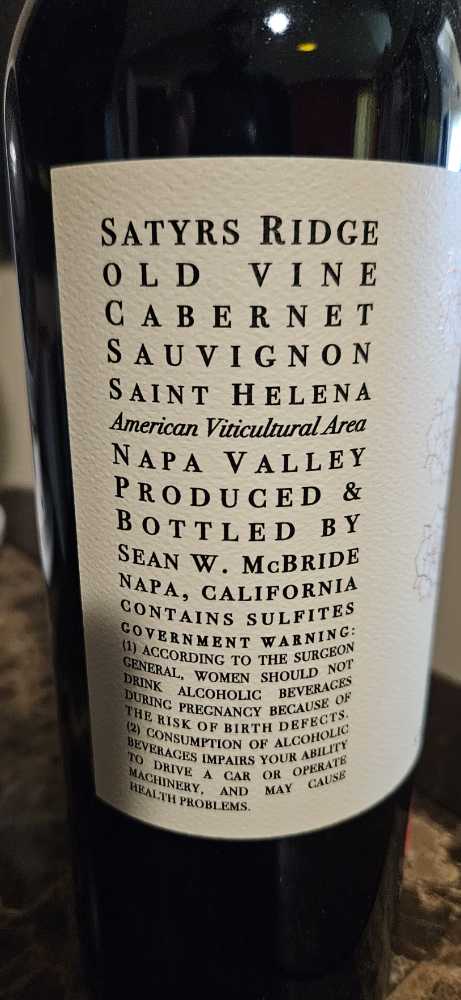 SATYRS RIDGE
OLD VINE
CABERNET
SAUVIGNON
SAINT HELENA
American Viticultural Area
NAPA VALLEY
PRODUCED &
BOTTLED BY
SEAN W. MCBRIDE
NAPA, CALIFORNIA
CONTAINS SULFITES
GOVERNMENT WARNING:
(1) ACCORDING TO THE SURGEON
GENERAL, WOMEN SHOULD NOT
DRINK ALCOHOLIC BEVERAGES
DURING PREGNANCY BECAUSE OF
THE RISK OF BIRTH DEFECTS.
(2) CONSUMPTION OF ALCOHOLIC
BEVERAGES IMPAIRS YOUR ABILITY
TO DRIVE A CAR OR OPERATE
MACHINERY, AND MAY CAUSE
HEALTH PROBLEMS.